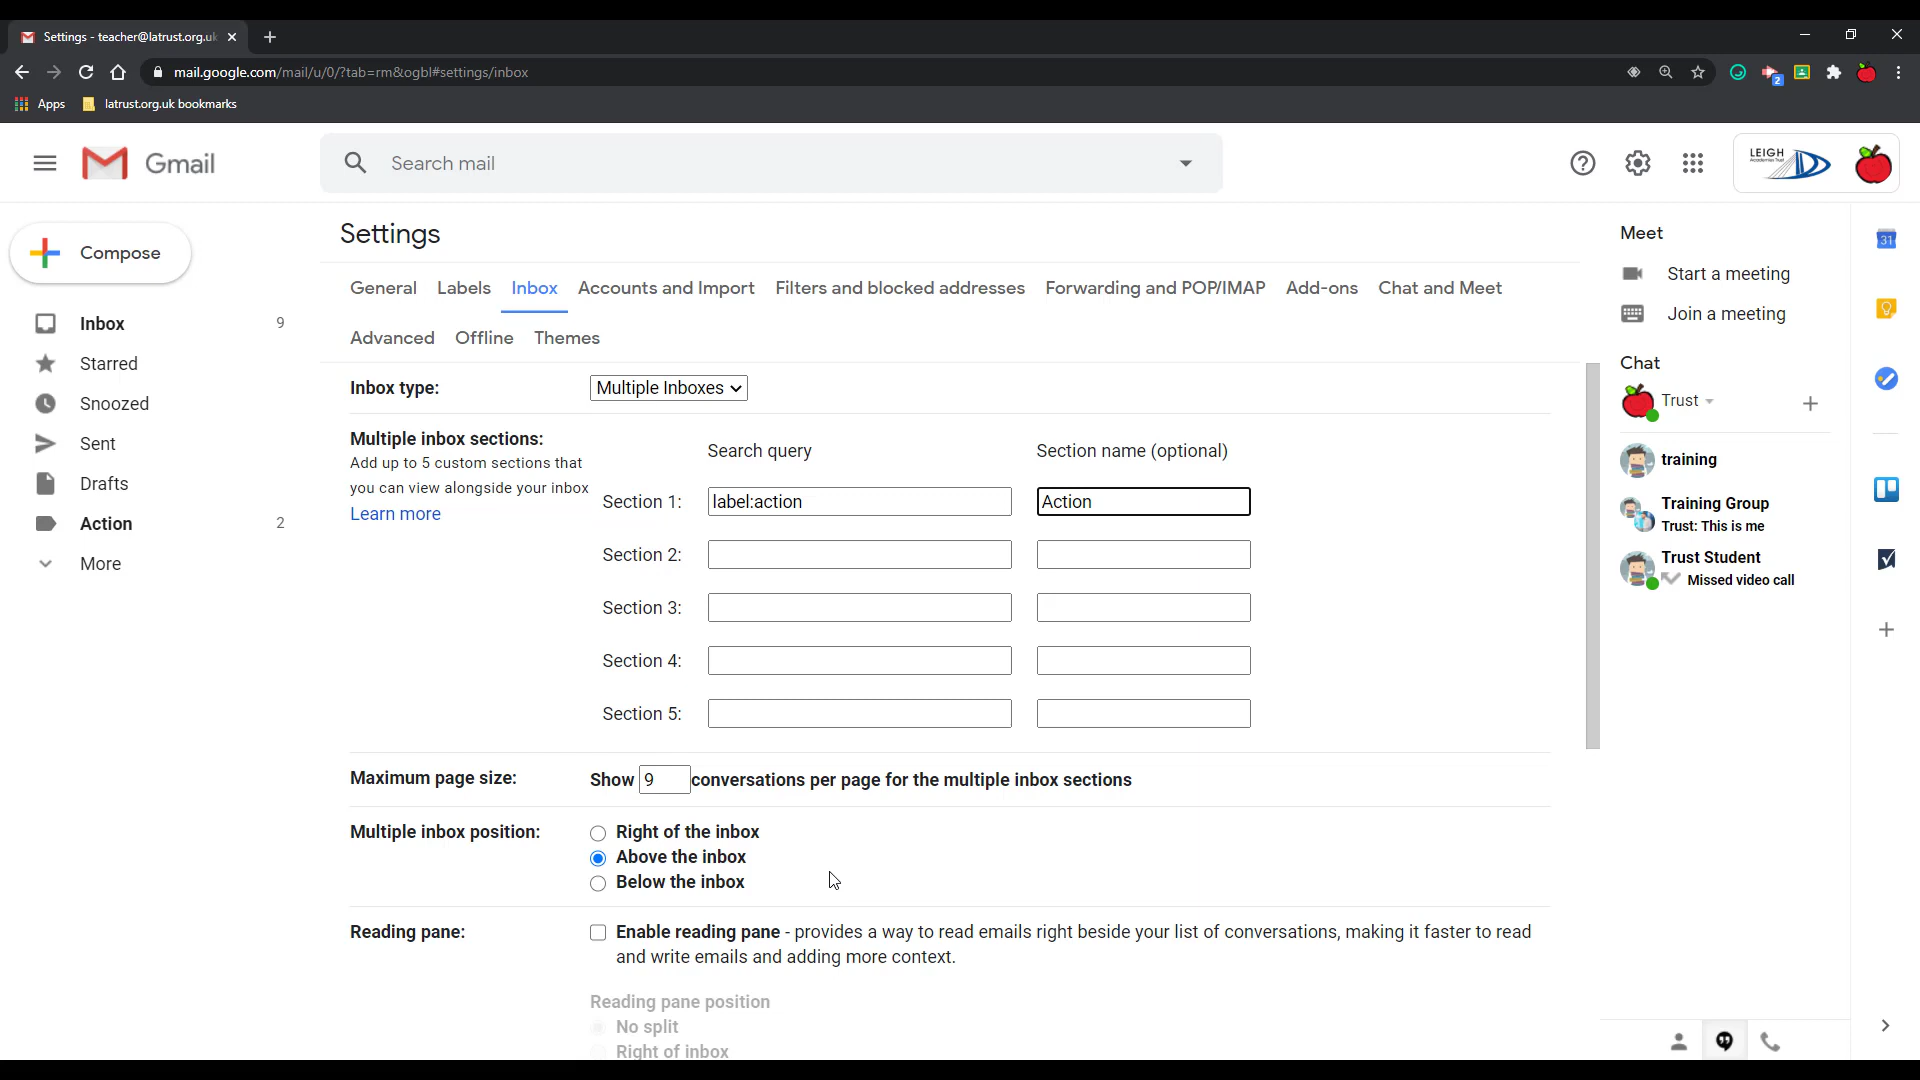 Settings - teacher@latrust.org.uk
mail.google.com/mail/u/0/?tab=rm&ogbl#settings/inbox
2
Apps
latrust.org.uk bookmarks
Gmail
Search mail
LEIGH
Academies Trust
Compose
Inbox 9
Starred
Snoozed
Sent
Drafts
Action 2
More
Settings
General Labels Inbox Accounts and Import Filters and blocked addresses Forwarding and POP/IMAP Add-ons Chat and Meet
Advanced Offline Themes
Inbox type: Multiple Inboxes
Multiple inbox sections:
Add up to 5 custom sections that
you can view alongside your inbox
Learn more
Search query Section name (optional)
Section 1: label:action Action
Section 2:
Section 3:
Section 4:
Section 5:
Maximum page size: Show 9 conversations per page for the multiple inbox sections
Multiple inbox position: Right of the inbox
Above the inbox
Below the inbox
Reading pane: Enable reading pane - provides a way to read emails right beside your list of conversations, making it faster to read
and write emails and adding more context.
Reading pane position
No split
Right of inbox
Meet
Start a meeting
Join a meeting
Chat
Trust
training
Training Group
Trust: This is me
Trust Student
Missed video call
31